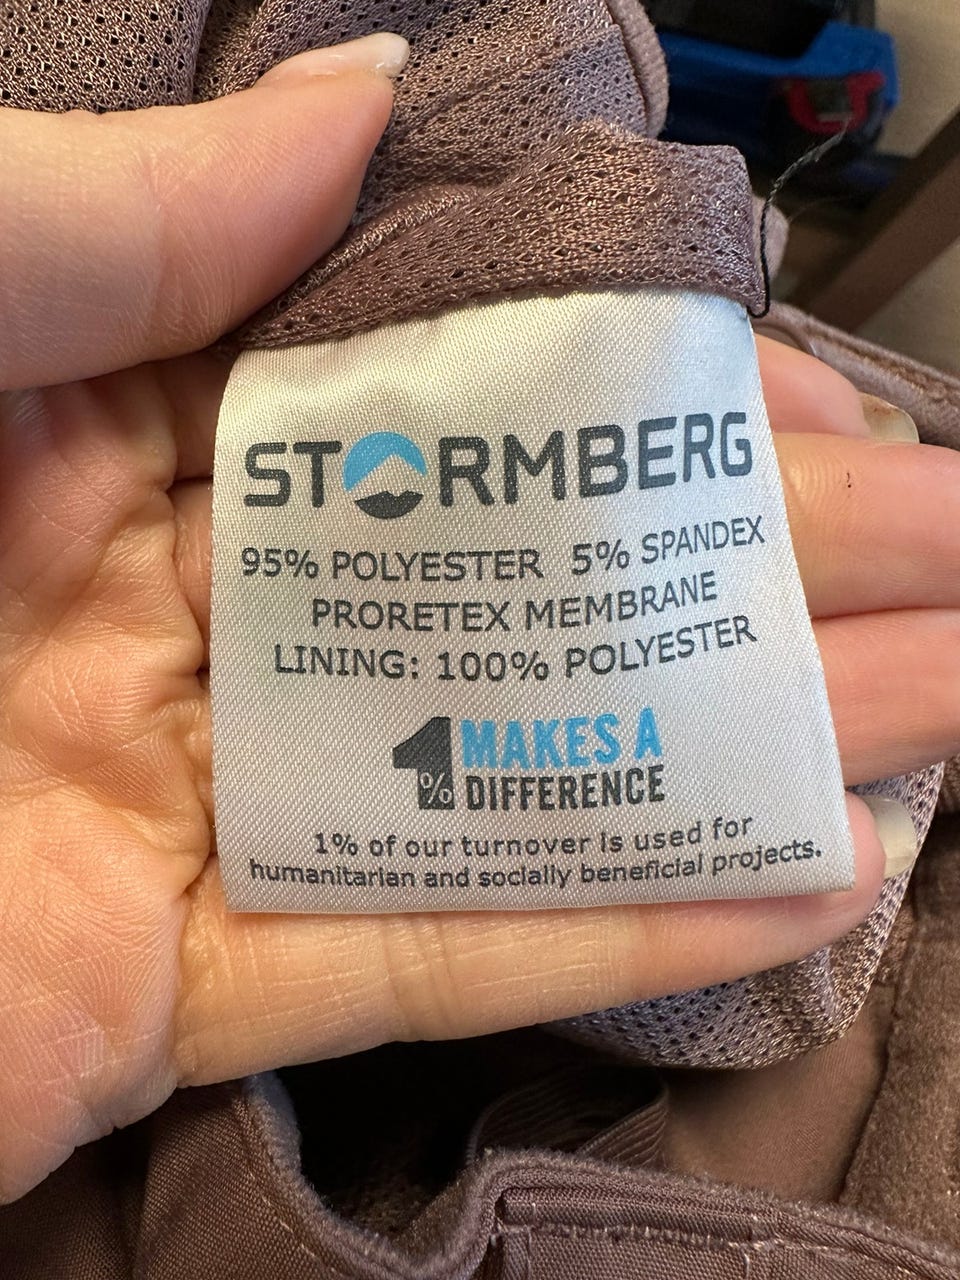 STORMBERG
95% POLYESTER 5% SPANDEX
PRORETEX MEMBRANE
LINING: 100% POLYESTER
1% MAKES A
DIFFERENCE
1% of our turnover is used for
humanitarian and socially beneficial projects.